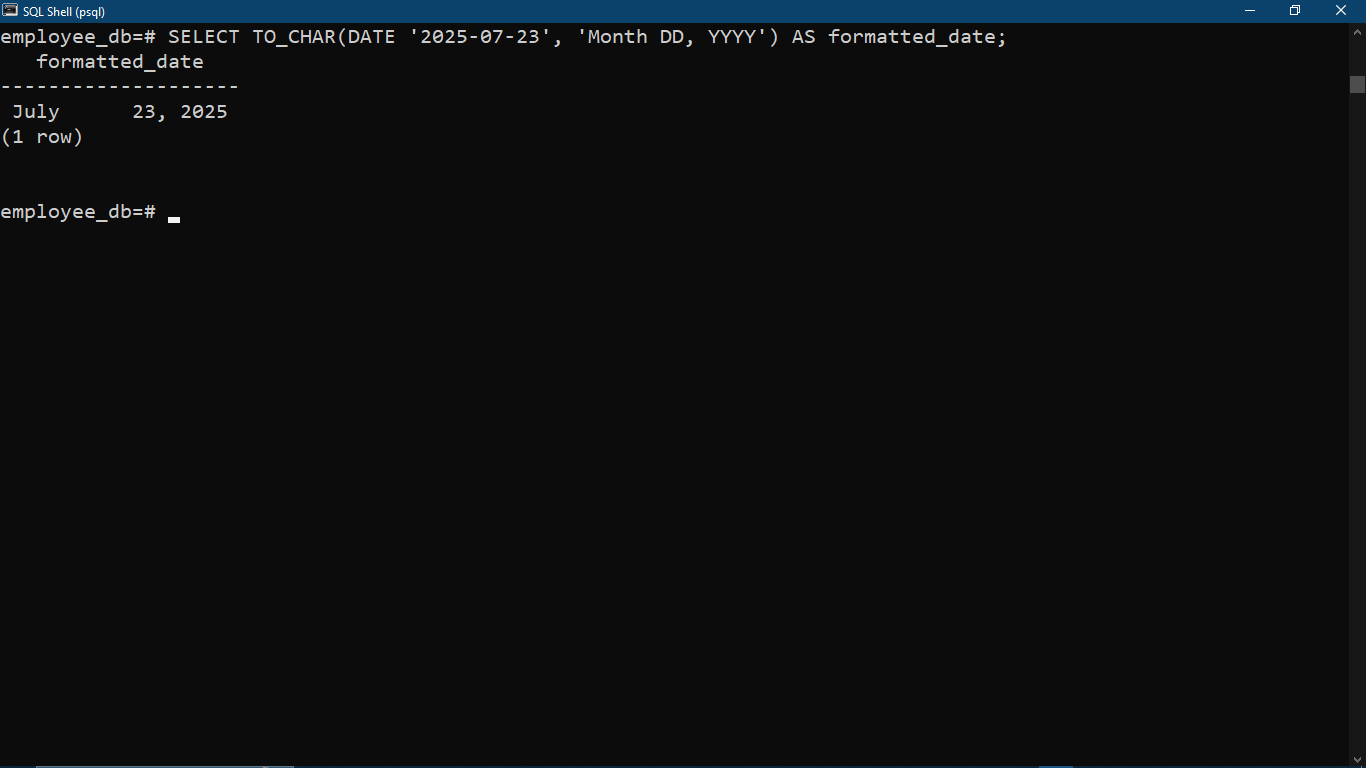 SQL Shell (psql)
employee_db=# SELECT TO_CHAR(DATE '2025-07-23', 'Month DD, YYYY') AS formatted_date;
   formatted_date
--------------------
 July      23, 2025
(1 row)
employee_db=#